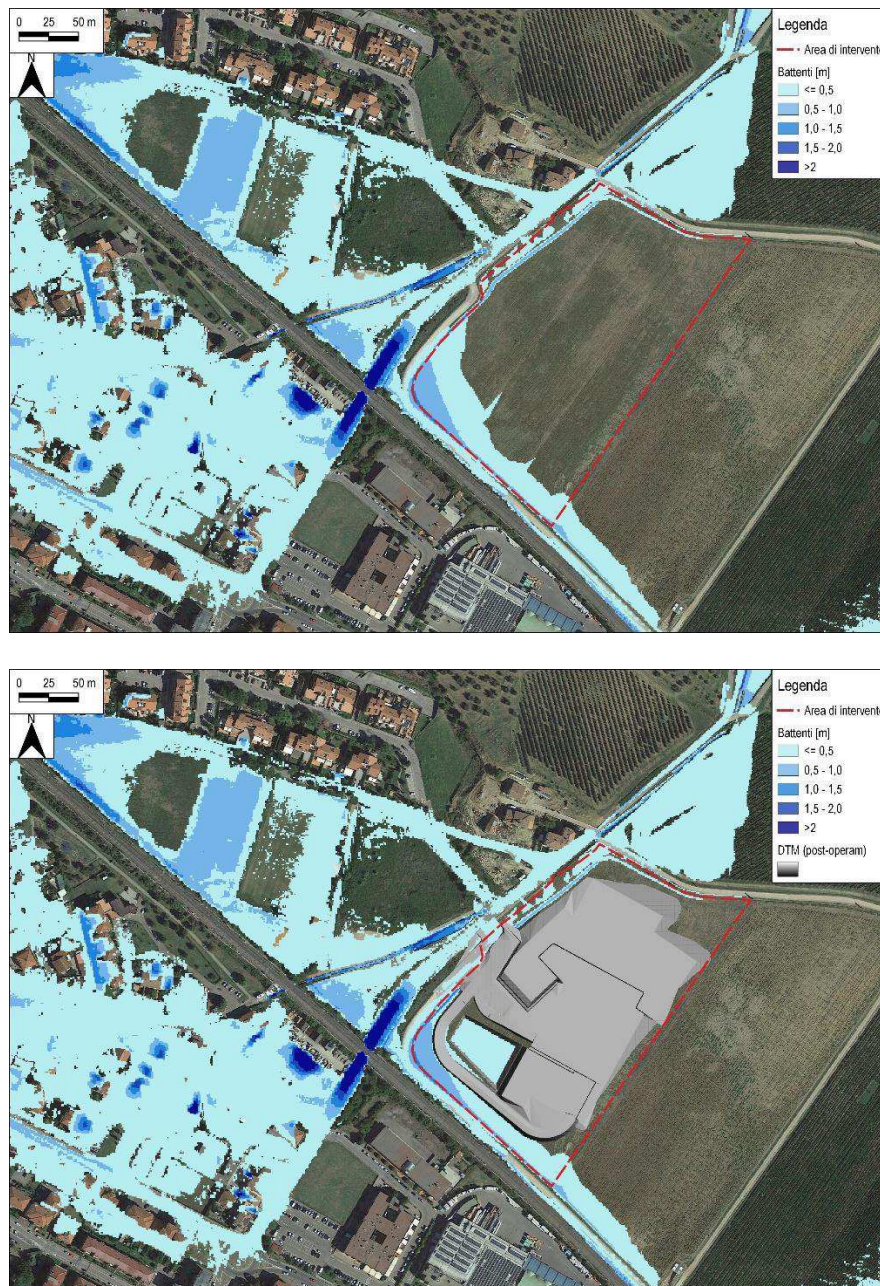 0 25 50 m
N
Legenda
Area di intervento
Battenti [m]
<= 0,5
0,5 - 1,0
1,0 - 1,5
1,5 - 2,0
>2
0 25 50 m
N
Legenda
Area di intervento
Battenti [m]
<= 0,5
0,5 - 1,0
1,0 - 1,5
1,5 - 2,0
>2
DTM (post-operam)